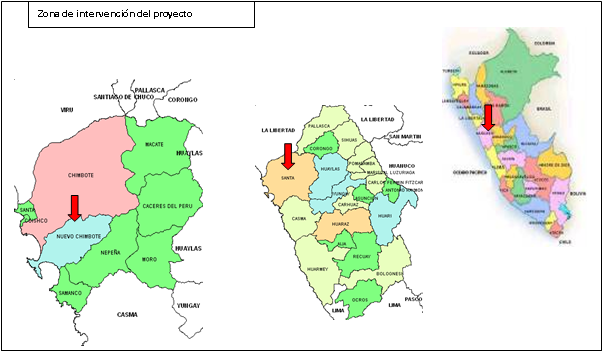 Zona de intervención del proyecto
PALLASCA
SANTIAGO DE CHUCO
CORONGO
VIRU
MACATE
HUAYLAS
CHIMBOTE
CACERES DEL PERU
SANTA
COISHCO
NUEVO CHIMBOTE
NEPEÑA
MORO
HUAYLAS
SAMANCO
YUNGAY
CASMA
LA LIBERTAD
LA LIBERTAD
PALLASCA
SIHUAS
SAN MARTIN
CORONGO
POMABAMBA
HUANUCO
SANTA
HUAYLAS
MARISCAL LUZURIAGA
CARLOS FERMIN FITZCAR
YUNGAY
ANTONIO RAIMONDI
CARHUAZ
ASUNCION
CASMA
HUARI
HUARAZ
AIJA
RECUAY
HUARMEY
BOLOGNESI
OCROS
PASCO
LIMA
LIMA
ECUADOR
COLOMBIA
LORETO
BRASIL
OCEANO PACIFICO
BOLIVIA
CHILE